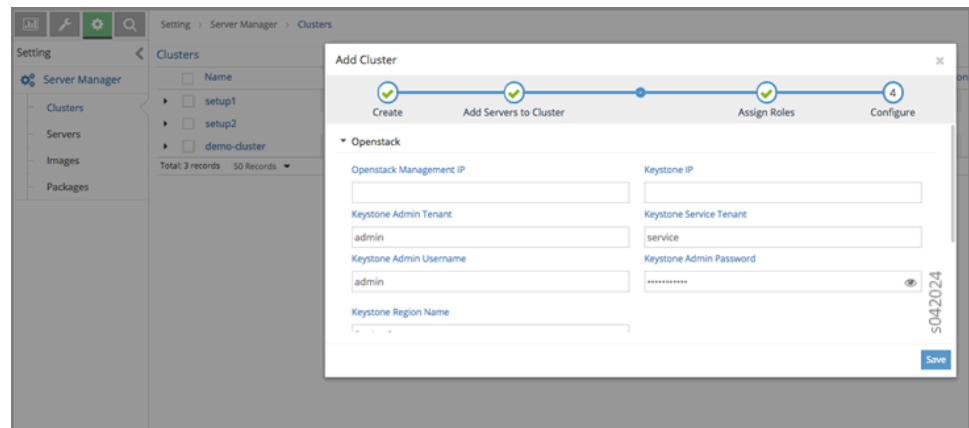 Setting > Server Manager > Clusters
Setting
Clusters
Server Manager
Name
Clusters
setup1
setup2
Servers
demo-cluster
Images
Total: 3 records 50 Records
Packages
Add Cluster
4
Create Add Servers to Cluster Assign Roles Configure
Openstack
Openstack Management IP Keystone IP
Keystone Admin Tenant Keystone Service Tenant
admin service
Keystone Admin Username Keystone Admin Password
admin •••••••••••
Keystone Region Name
s042024
Save